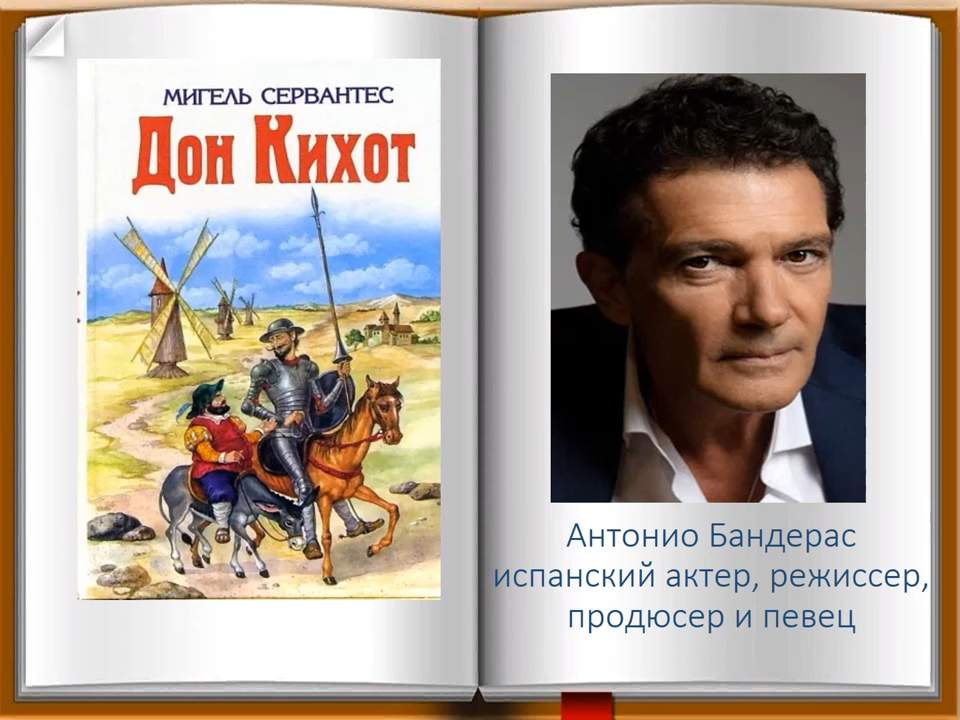 МИГЕЛЬ СЕРВАНТЕС
ДОН КИХОТ
Антонио Бандерас
испанский актер, режиссер,
продюсер и певец